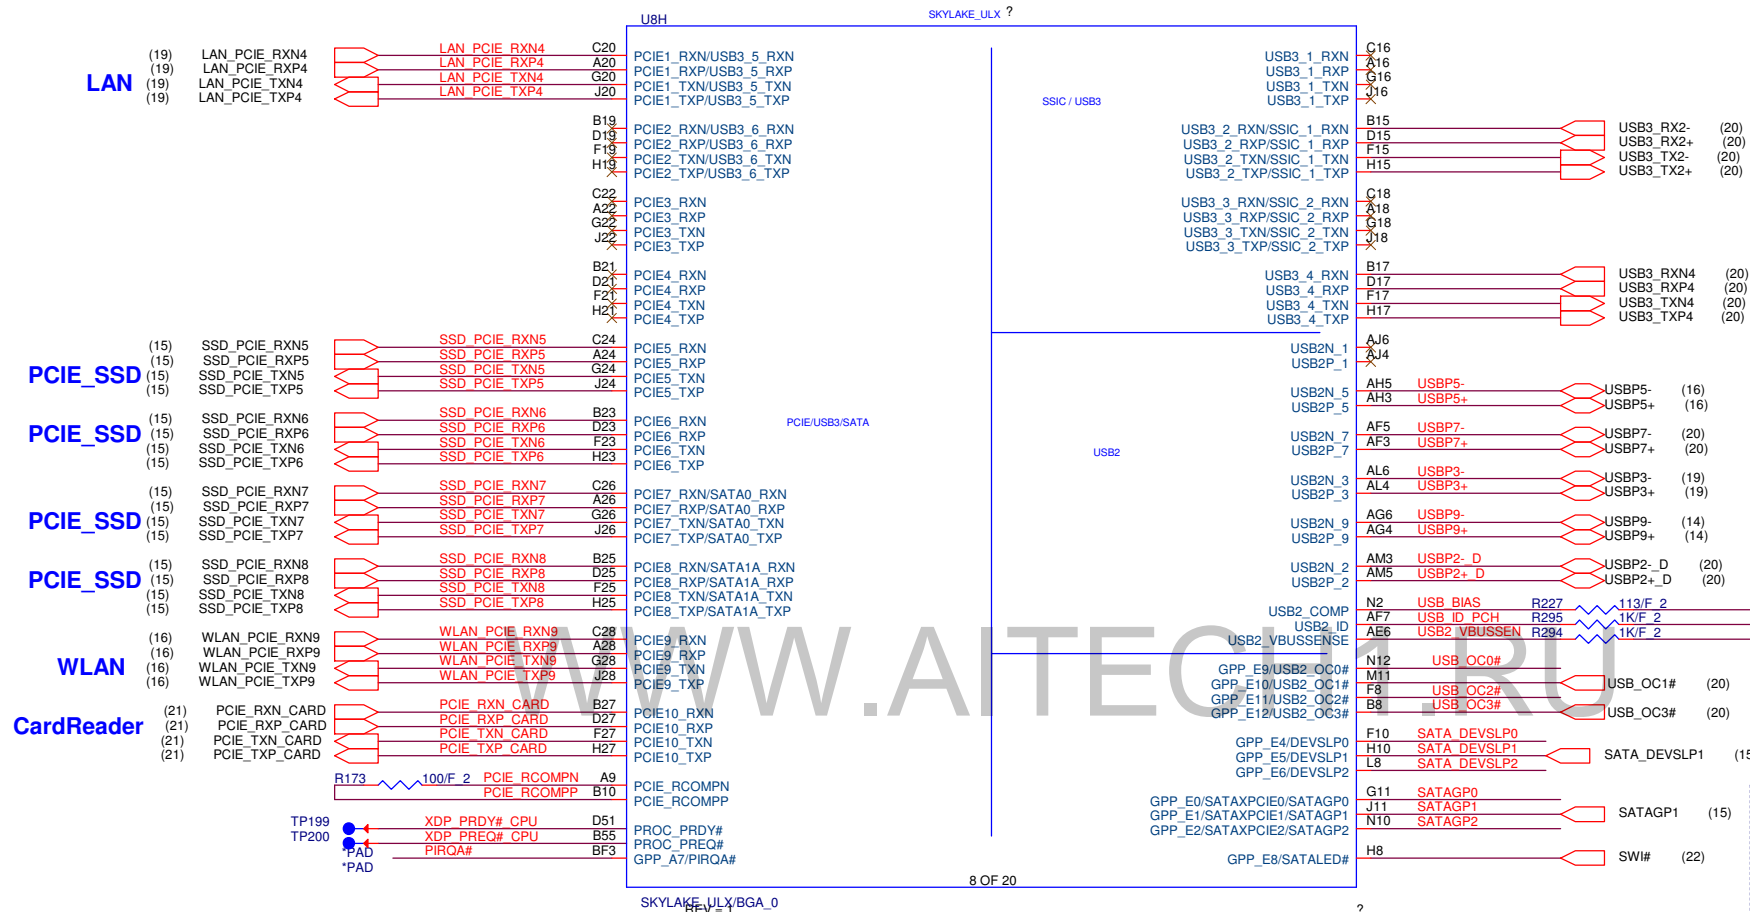 U8H
SKYLAKE_ULX ?
LAN
(19) LAN_PCIE_RXN4 LAN_PCIE_RXN4 C20 PCIE1_RXN/USB3_5_RXN
(19) LAN_PCIE_RXP4 LAN_PCIE_RXP4 A20 PCIE1_RXP/USB3_5_RXP
(19) LAN_PCIE_TXN4 LAN_PCIE_TXN4 G20 PCIE1_TXN/USB3_5_TXN
(19) LAN_PCIE_TXP4 LAN_PCIE_TXP4 J20 PCIE1_TXP/USB3_5_TXP
B19 PCIE2_RXN/USB3_6_RXN
D19 PCIE2_RXP/USB3_6_RXP
F19 PCIE2_TXN/USB3_6_TXN
H19 PCIE2_TXP/USB3_6_TXP
C22 PCIE3_RXN
A22 PCIE3_RXP
G22 PCIE3_TXN
J22 PCIE3_TXP
B21 PCIE4_RXN
D21 PCIE4_RXP
F21 PCIE4_TXN
H21 PCIE4_TXP
PCIE_SSD
(15) SSD_PCIE_RXN5 SSD_PCIE_RXN5 C24 PCIE5_RXN
(15) SSD_PCIE_RXP5 SSD_PCIE_RXP5 A24 PCIE5_RXP
(15) SSD_PCIE_TXN5 SSD_PCIE_TXN5 G24 PCIE5_TXN
(15) SSD_PCIE_TXP5 SSD_PCIE_TXP5 J24 PCIE5_TXP
PCIE_SSD
(15) SSD_PCIE_RXN6 SSD_PCIE_RXN6 B23 PCIE6_RXN
(15) SSD_PCIE_RXP6 SSD_PCIE_RXP6 D23 PCIE6_RXP
(15) SSD_PCIE_TXN6 SSD_PCIE_TXN6 F23 PCIE6_TXN
(15) SSD_PCIE_TXP6 SSD_PCIE_TXP6 H23 PCIE6_TXP
PCIE_SSD
(15) SSD_PCIE_RXN7 SSD_PCIE_RXN7 C26 PCIE7_RXN/SATA0_RXN
(15) SSD_PCIE_RXP7 SSD_PCIE_RXP7 A26 PCIE7_RXP/SATA0_RXP
(15) SSD_PCIE_TXN7 SSD_PCIE_TXN7 G26 PCIE7_TXN/SATA0_TXN
(15) SSD_PCIE_TXP7 SSD_PCIE_TXP7 J26 PCIE7_TXP/SATA0_TXP
PCIE_SSD
(15) SSD_PCIE_RXN8 SSD_PCIE_RXN8 B25 PCIE8_RXN/SATA1A_RXN
(15) SSD_PCIE_RXP8 SSD_PCIE_RXP8 D25 PCIE8_RXP/SATA1A_RXP
(15) SSD_PCIE_TXN8 SSD_PCIE_TXN8 F25 PCIE8_TXN/SATA1A_TXN
(15) SSD_PCIE_TXP8 SSD_PCIE_TXP8 H25 PCIE8_TXP/SATA1A_TXP
WLAN
(16) WLAN_PCIE_RXN9 WLAN_PCIE_RXN9 C28 PCIE9_RXN
(16) WLAN_PCIE_RXP9 WLAN_PCIE_RXP9 A28 PCIE9_RXP
(16) WLAN_PCIE_TXN9 WLAN_PCIE_TXN9 G28 PCIE9_TXN
(16) WLAN_PCIE_TXP9 WLAN_PCIE_TXP9 J28 PCIE9_TXP
CardReader
(21) PCIE_RXN_CARD PCIE_RXN_CARD B27 PCIE10_RXN
(21) PCIE_RXP_CARD PCIE_RXP_CARD D27 PCIE10_RXP
(21) PCIE_TXN_CARD PCIE_TXN_CARD F27 PCIE10_TXN
(21) PCIE_TXP_CARD PCIE_TXP_CARD H27 PCIE10_TXP
R173 100/F_2 PCIE_RCOMPN A9 PCIE_RCOMPN
PCIE_RCOMPP B10 PCIE_RCOMPP
TP199 XDP_PRDY#_CPU D51 PROC_PRDY#
TP200 XDP_PREQ#_CPU B55 PROC_PREQ#
*PAD PIRQA# BF3 GPP_A7/PIRQA#
*PAD
PCIE/USB3/SATA
SSIC / USB3
USB2
USB3_1_RXN C16
USB3_1_RXP A16
USB3_1_TXN G16
USB3_1_TXP J16
USB3_2_RXN/SSIC_1_RXN B15 USB3_RX2- (20)
USB3_2_RXP/SSIC_1_RXP D15 USB3_RX2+ (20)
USB3_2_TXN/SSIC_1_TXN F15 USB3_TX2- (20)
USB3_2_TXP/SSIC_1_TXP H15 USB3_TX2+ (20)
USB3_3_RXN/SSIC_2_RXN C18
USB3_3_RXP/SSIC_2_RXP A18
USB3_3_TXN/SSIC_2_TXN G18
USB3_3_TXP/SSIC_2_TXP J18
USB3_4_RXN B17 USB3_RXN4 (20)
USB3_4_RXP D17 USB3_RXP4 (20)
USB3_4_TXN F17 USB3_TXN4 (20)
USB3_4_TXP H17 USB3_TXP4 (20)
USB2N_1 AJ6
USB2P_1 AJ4
USB2N_5 AH5 USBP5- USBP5- (16)
USB2P_5 AH3 USBP5+ USBP5+ (16)
USB2N_7 AF5 USBP7- USBP7- (20)
USB2P_7 AF3 USBP7+ USBP7+ (20)
USB2N_3 AL6 USBP3- USBP3- (19)
USB2P_3 AL4 USBP3+ USBP3+ (19)
USB2N_9 AG6 USBP9- USBP9- (14)
USB2P_9 AG4 USBP9+ USBP9+ (14)
USB2N_2 AM3 USBP2-_D USBP2-_D (20)
USB2P_2 AM5 USBP2+_D USBP2+_D (20)
USB2_COMP N2 USB_BIAS R227 113/F_2
USB2_ID AF7 USB_ID_PCH R295 1K/F_2
USB2_VBUSSENSE AE6 USB2_VBUSSEN R294 1K/F_2
GPP_E9/USB2_OC0# N12 USB_OC0#
GPP_E10/USB2_OC1# M11 USB_OC1# (20)
GPP_E11/USB2_OC2# F8 USB_OC2#
GPP_E12/USB2_OC3# B8 USB_OC3# USB_OC3# (20)
GPP_E4/DEVSLP0 F10 SATA_DEVSLP0
GPP_E5/DEVSLP1 H10 SATA_DEVSLP1 SATA_DEVSLP1 (15
GPP_E6/DEVSLP2 L8 SATA_DEVSLP2
GPP_E0/SATAXPCIE0/SATAGP0 G11 SATAGP0
GPP_E1/SATAXPCIE1/SATAGP1 J11 SATAGP1 SATAGP1 (15)
GPP_E2/SATAXPCIE2/SATAGP2 N10 SATAGP2
GPP_E8/SATALED# H8 SWI# (22)
WWW.AITECH1.RU
8 OF 20
SKYLAKE_ULX/BGA_0
REV = 1 ?